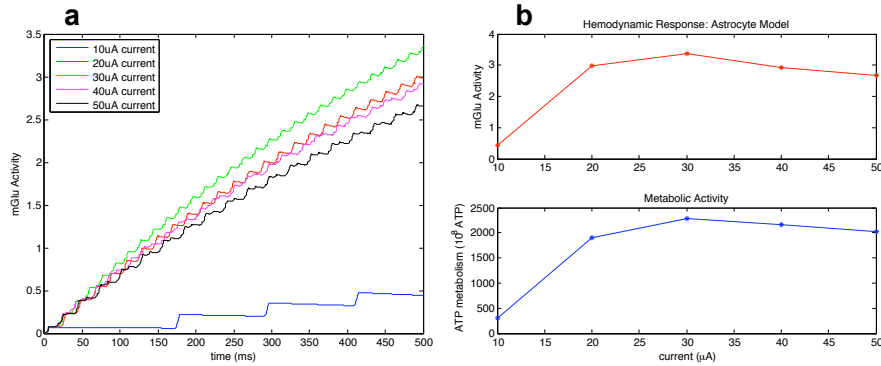 a
10uA current
20uA current
30uA current
40uA current
50uA current
3.5
3
2.5
2
1.5
1
0.5
0
mGlu Activity
0 50 100 150 200 250 300 350 400 450 500
time (ms)
b
Hemodynamic Response: Astrocyte Model
4
3
2
1
0
mGlu Activity
10 15 20 25 30 35 40 45 50
Metabolic Activity
2500
2000
1500
1000
500
0
ATP metabolism (10⁸ ATP)
10 15 20 25 30 35 40 45 50
current (μA)